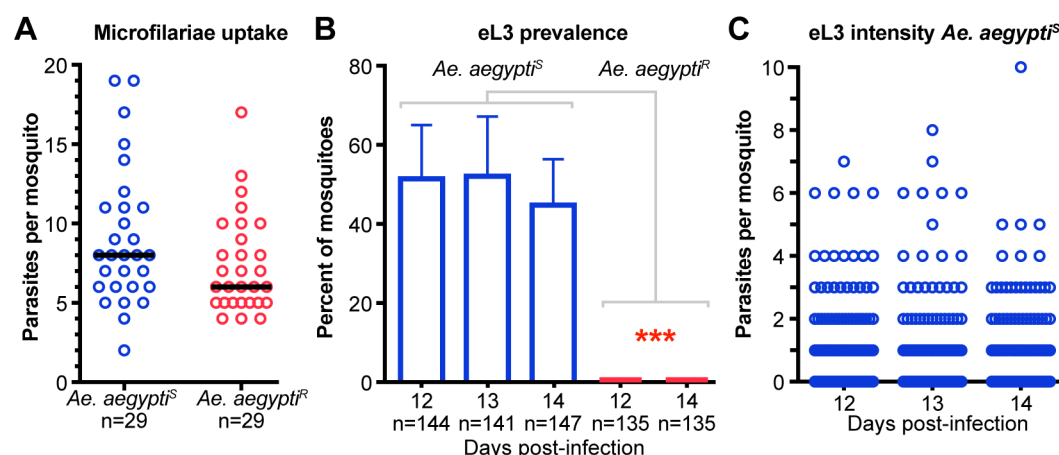 A Microfilariae uptake
Parasites per mosquito
20
15
10
5
0
Ae. aegyptiS
n=29
Ae. aegyptiR
n=29
B eL3 prevalence
Ae. aegyptiS Ae. aegyptiR
Percent of mosquitoes
80
60
40
20
0
***
12 13 14 12 14
n=144 n=141 n=147 n=135 n=135
Days post-infection
C eL3 intensity Ae. aegyptiS
Parasites per mosquito
10
8
6
4
2
0
12 13 14
Days post-infection